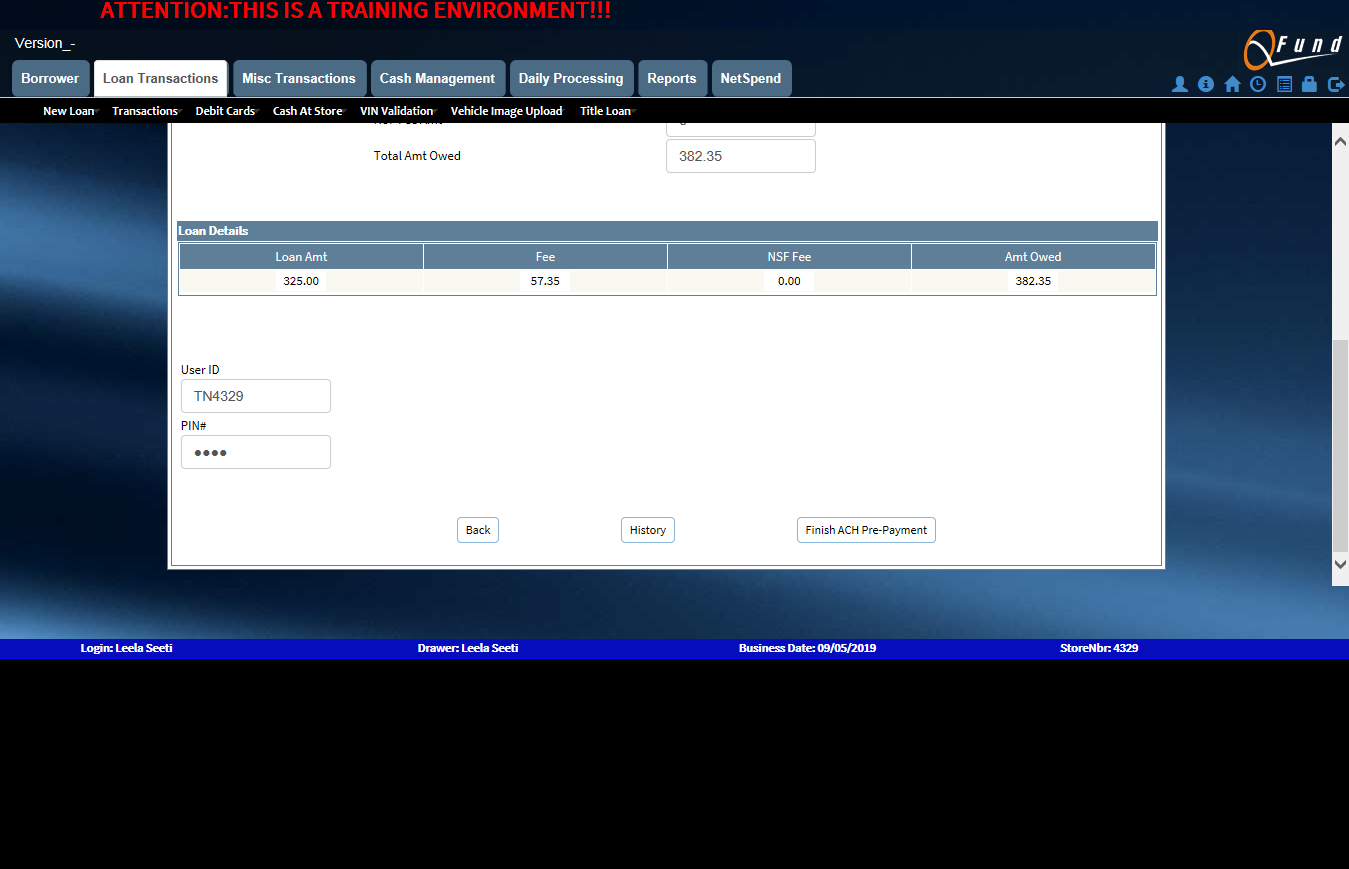 ATTENTION:THIS IS A TRAINING ENVIRONMENT!!!
Version_-
QFund
Borrower Loan Transactions Misc Transactions Cash Management Daily Processing Reports NetSpend
New Loan Transactions Debit Cards Cash At Store VIN Validation Vehicle Image Upload Title Loan
Total Amt Owed 382.35
Loan Details
Loan Amt Fee NSF Fee Amt Owed
325.00 57.35 0.00 382.35
User ID
TN4329
PIN#
••••
Back History Finish ACH Pre-Payment
Login: Leela Seeti Drawer: Leela Seeti Business Date: 09/05/2019 StoreNbr: 4329